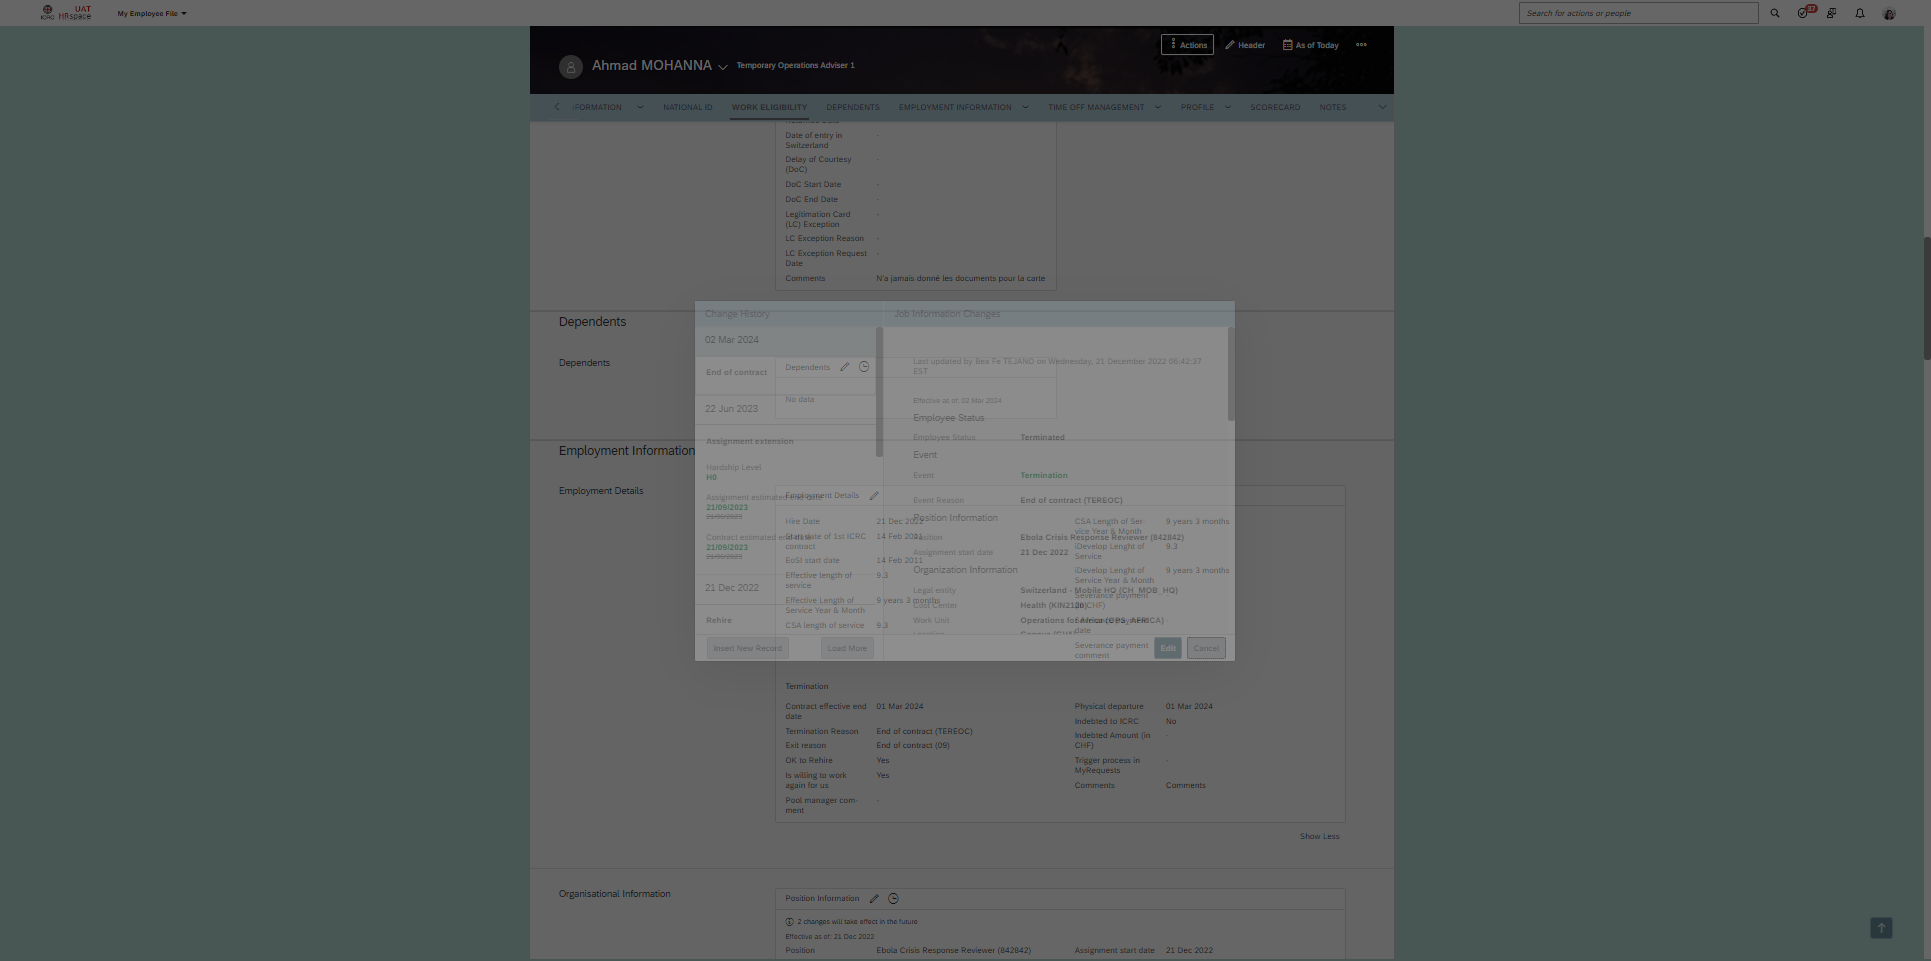 ICRC
UAT
HRspace
My Employee File
Search for actions or people
37
Ahmad MOHANNA
Temporary Operations Adviser 1
Actions
Header
As of Today
NATIONAL ID
WORK ELIGIBILITY
DEPENDENTS
EMPLOYMENT INFORMATION
TIME OFF MANAGEMENT
PROFILE
SCORECARD
NOTES
Date of entry in
Switzerland
-
Delay of Courtesy
(DoC)
-
DoC Start Date
-
DoC End Date
-
Legitimation Card
(LC) Exception
-
LC Exception Reason
-
LC Exception Request
Date
-
Comments
N'a jamais donné les documents pour la carte
Dependents
Dependents
Dependents
No data
Change History
02 Mar 2024
End of contract
22 Jun 2023
Assignment extension
Hardship Level
H0
Assignment estimated end date
21/09/2023
Contract estimated end date
21/09/2023
21 Dec 2022
Rehire
Insert New Record
Load More
Job Information Changes
Last updated by Bea Fe TEJANO on Wednesday, 21 December 2022 06:42:37
EST
Effective as of: 02 Mar 2024
Employee Status
Employee Status
Terminated
Event
Event
Termination
Event Reason
End of contract (TEREOC)
Position Information
Position
Ebola Crisis Response Reviewer (842842)
Assignment start date
21 Dec 2022
Organization Information
Legal entity
Switzerland - Mobile HQ (CH_MOB_HQ)
Cost Center
Work Unit
Operations for Africa (OPS_AFRICA)
Edit
Cancel
Employment Information
Employment Details
Employment Details
Hire Date
21 Dec 2022
Start date of 1st ICRC
contract
14 Feb 2011
EoSI start date
14 Feb 2011
Effective length of
service
9.3
Effective Length of
Service Year & Month
9 years 3 months
CSA length of service
9.3
CSA Length of Ser-
vice Year & Month
9 years 3 months
iDevelop Lenght of
Service
9.3
iDevelop Lenght of
Service Year & Month
9 years 3 months
Severance payment
(in CHF)
Severance payment
date
-
Severance payment
comment
Termination
Contract effective end
date
01 Mar 2024
Termination Reason
End of contract (TEREOC)
Exit reason
End of contract (09)
OK to Rehire
Yes
Is willing to work
again for us
Yes
Pool manager com-
ment
-
Physical departure
01 Mar 2024
Indebted to ICRC
No
Indebted Amount (in
CHF)
-
Trigger process in
MyRequests
-
Comments
Comments
Show Less
Organisational Information
Position Information
2 changes will take effect in the future
Effective as of: 21 Dec 2022
Position
Ebola Crisis Response Reviewer (842842)
Assignment start date
21 Dec 2022